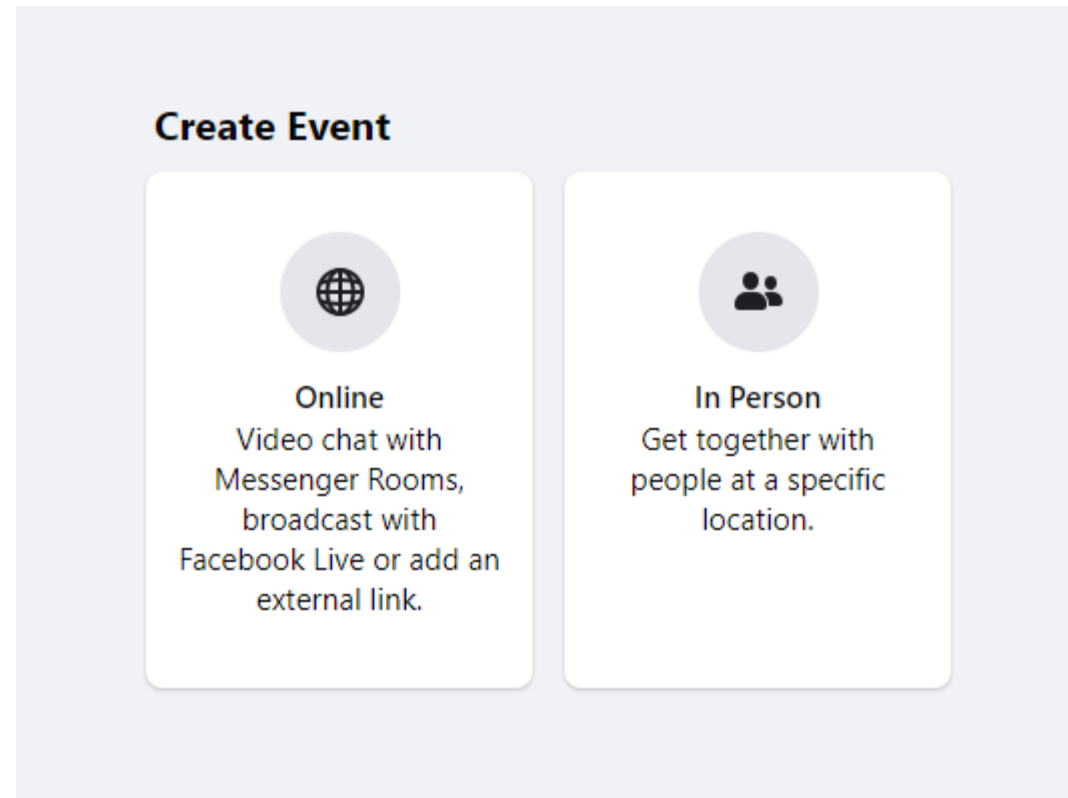 Create Event
Online
Video chat with
Messenger Rooms,
broadcast with
Facebook Live or add an
external link.
In Person
Get together with
people at a specific
location.